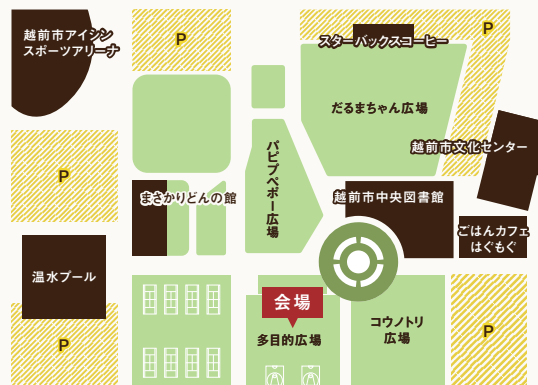 P
P
越前市アイシン
スポーツアリーナ
スターバックスコーヒー
だるまちゃん広場
越前市文化センター
パピプペポー広場
P
まさかりどんの館
越前市中央図書館
ごはんカフェ
はぐもぐ
温水プール
会場
コウノトリ
広場
多目的広場
P
P